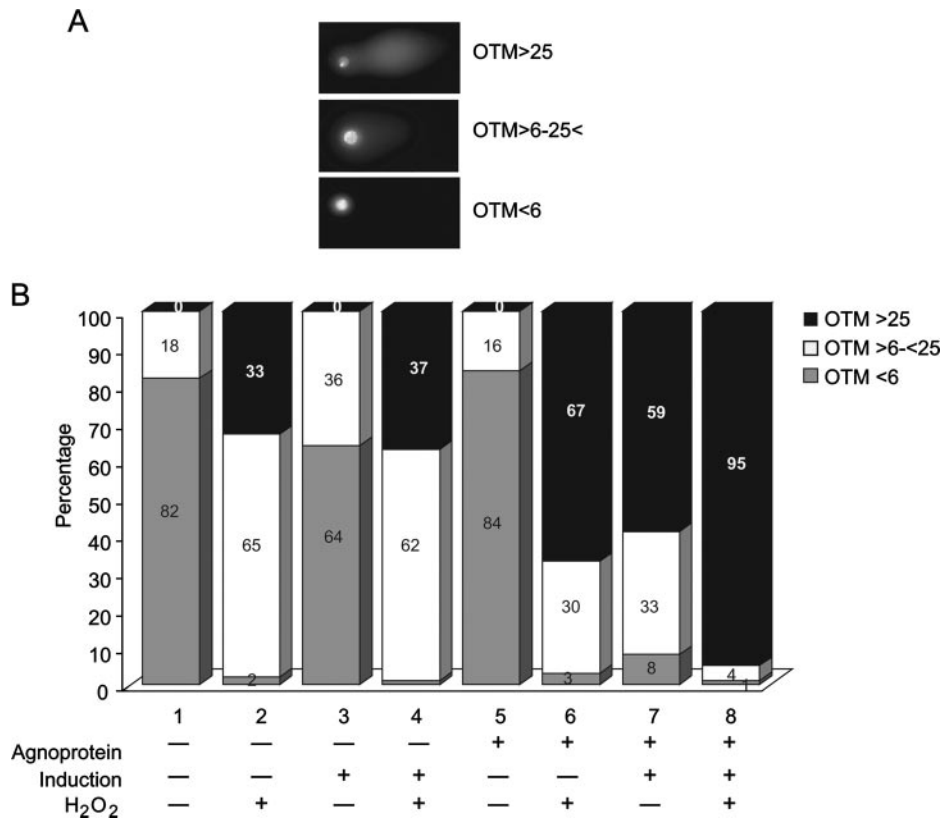 A
OTM>25
OTM>6-25<
OTM<6
B
Percentage
100
90
80
70
60
50
40
30
20
10
0
0
18
82
33
65
2
0
36
64
37
62
0
16
84
67
30
3
59
33
8
95
4
1
OTM >25
OTM >6-<25
OTM <6
1 2 3 4 5 6 7 8
Agnoprotein — — — — + + + +
Induction — — + + — — + +
H₂O₂ — + — + — + — +